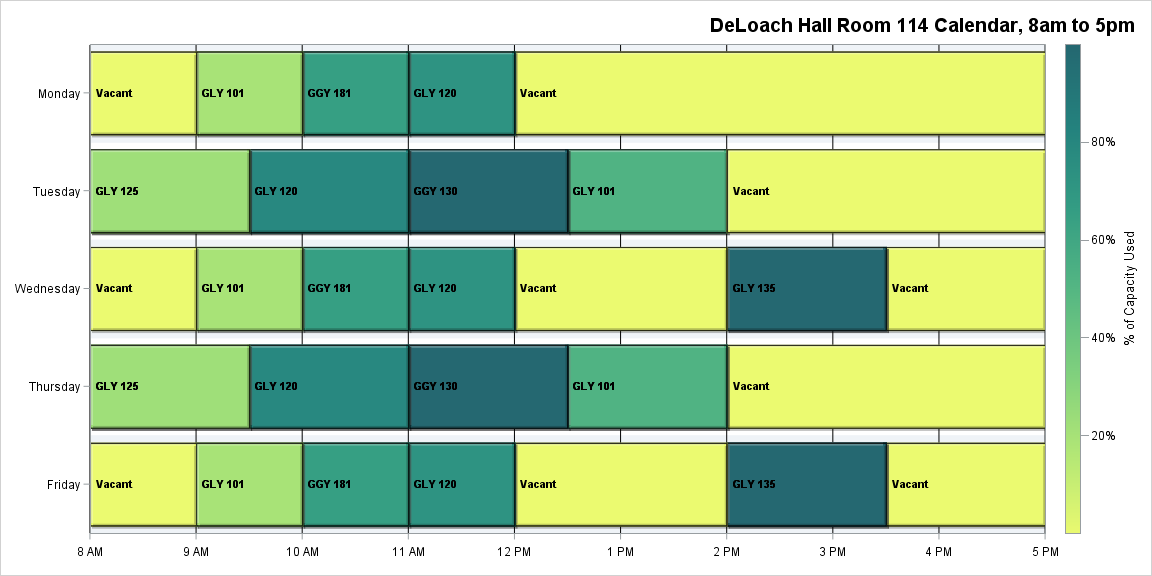 DeLoach Hall Room 114 Calendar, 8am to 5pm
Monday
Vacant
GLY 101
GGY 181
GLY 120
Vacant
Tuesday
GLY 125
GLY 120
GGY 130
GLY 101
Vacant
Wednesday
Vacant
GLY 101
GGY 181
GLY 120
Vacant
GLY 135
Vacant
Thursday
GLY 125
GLY 120
GGY 130
GLY 101
Vacant
Friday
Vacant
GLY 101
GGY 181
GLY 120
Vacant
GLY 135
Vacant
8 AM
9 AM
10 AM
11 AM
12 PM
1 PM
2 PM
3 PM
4 PM
5 PM
80%
60%
40%
20%
% of Capacity Used